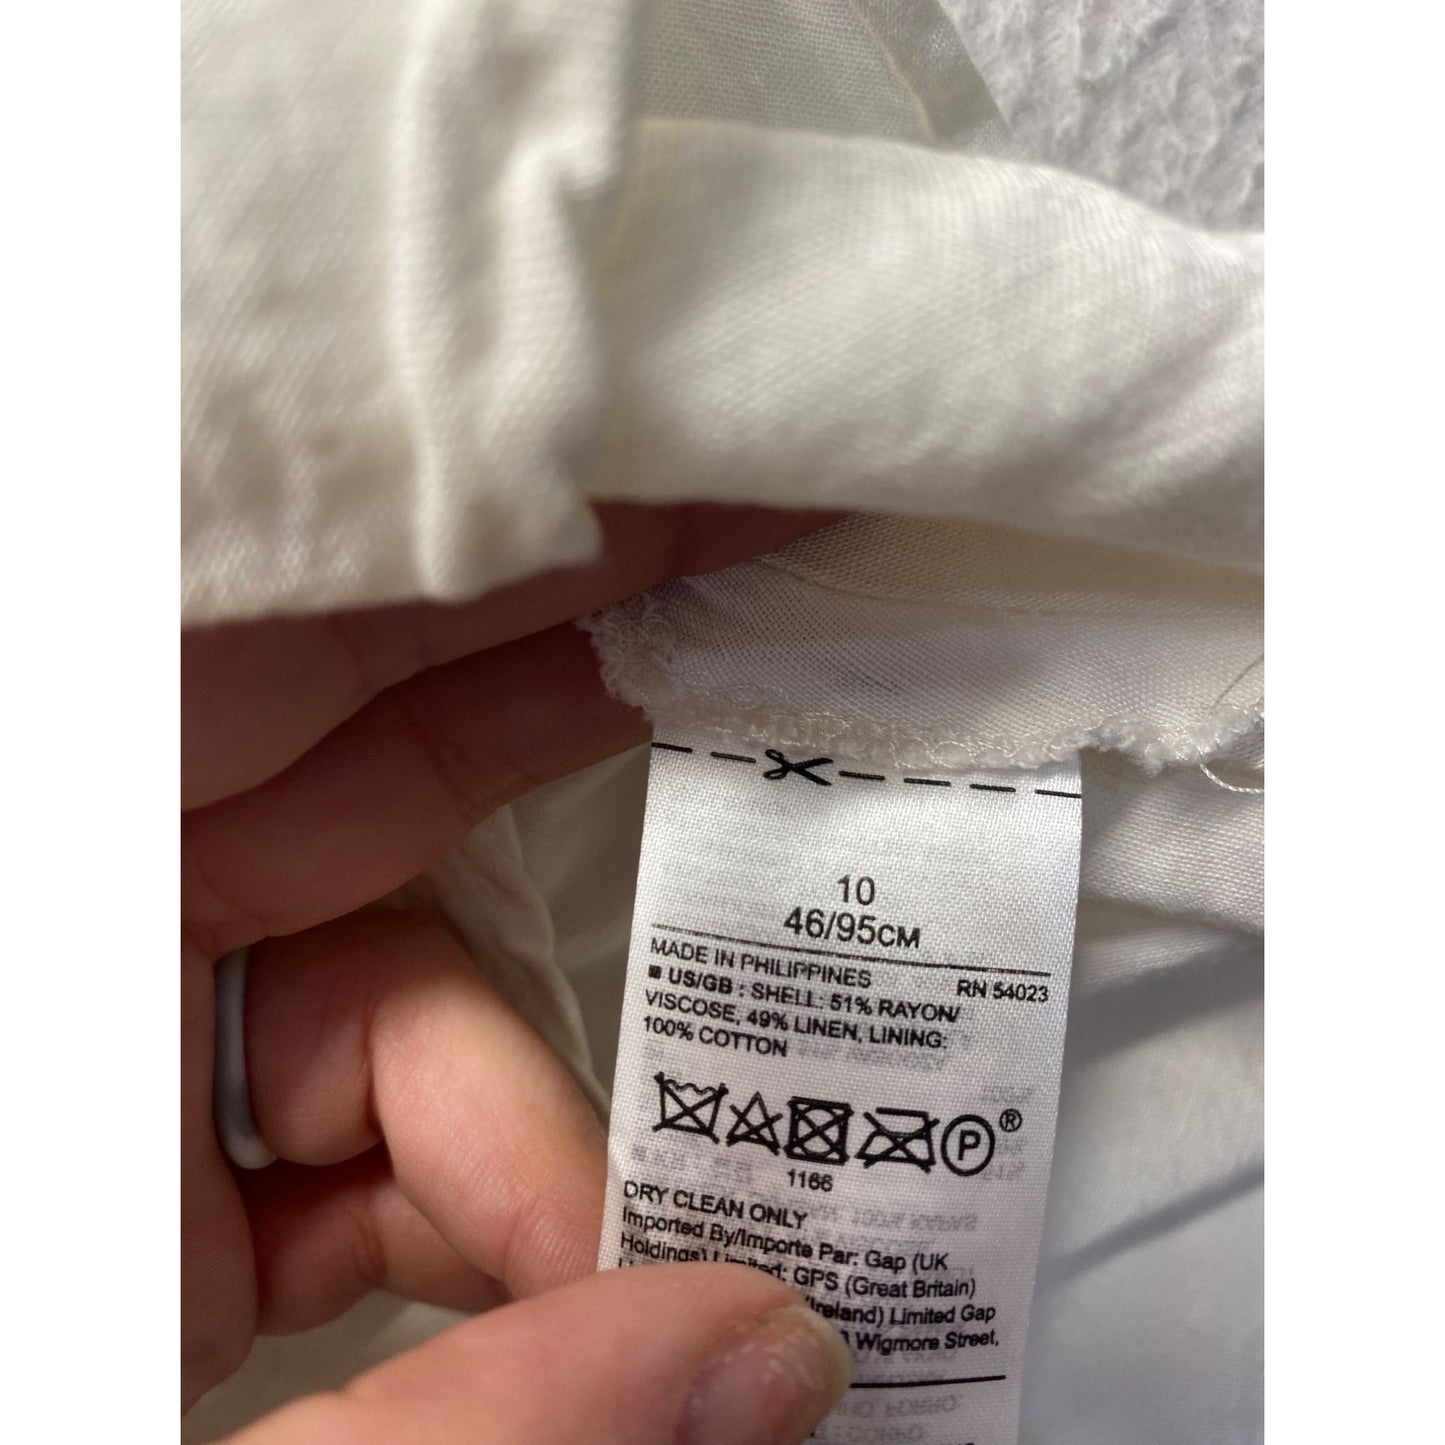 10
46/95CM
MADE IN PHILIPPINES RN 54023
US/GB : SHELL: 51% RAYON/
VISCOSE, 49% LINEN, LINING:
100% COTTON
P®
1166
DRY CLEAN ONLY
Imported By/Importe Par: Gap (UK
Holdings) Limited; GPS (Great Britain)
(Ireland) Limited Gap
Wigmore Street,